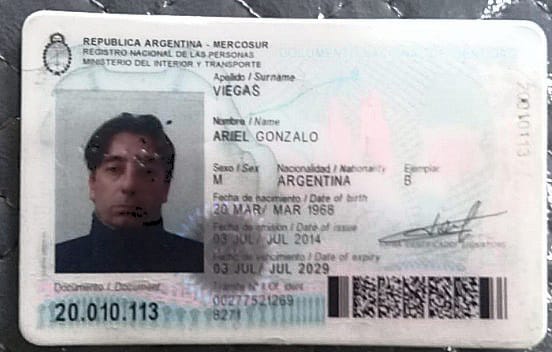 REPUBLICA ARGENTINA - MERCOSUR
REGISTRO NACIONAL DE LAS PERSONAS
MINISTERIO DEL INTERIOR Y TRANSPORTE
Apellido / Surname
VIEGAS
Nombre / Name
ARIEL GONZALO
Sexo / Sex Nacionalidad / Nationality Ejemplar
M ARGENTINA B
Fecha de nacimiento / Date of birth
20 MAR/ MAR 1968
Fecha de emisión / Date of issue
03 JUL/ JUL 2014
Fecha de vencimiento / Date of expiry
03 JUL/ JUL 2029
Documento / Document
20.010.113
Trámite N° / Of. ident.
00277521269
8271
20010113